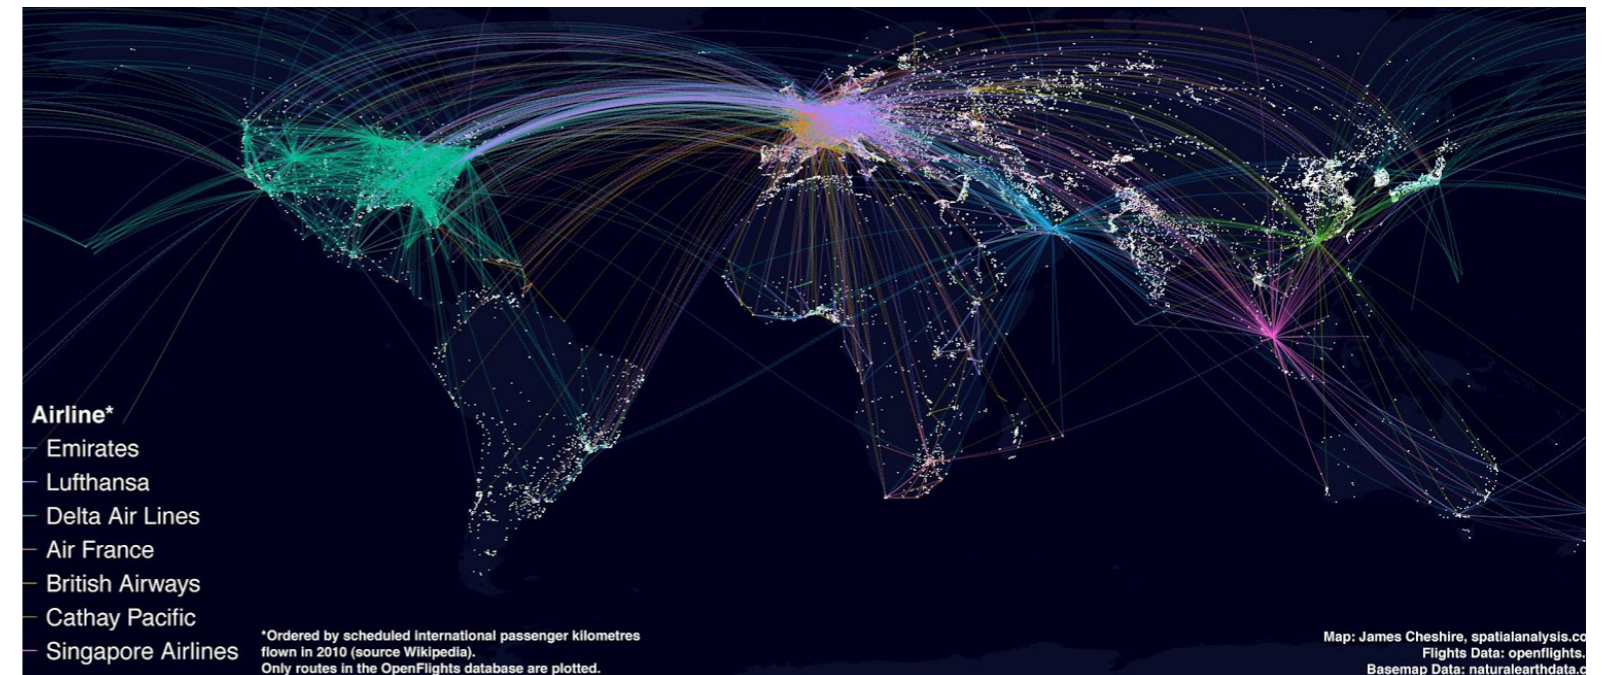 Airline*
Emirates
Lufthansa
Delta Air Lines
Air France
British Airways
Cathay Pacific
Singapore Airlines
*Ordered by scheduled international passenger kilometres
flown in 2010 (source Wikipedia).
Only routes in the OpenFlights database are plotted.
Map: James Cheshire, spatialanalysis.co
Flights Data: openflights.
Basemap Data: naturalearthdata.c